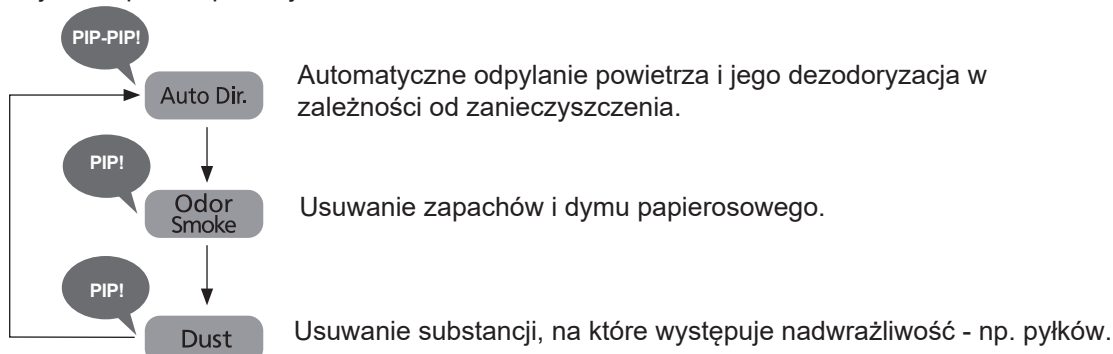 PIP-PIP!
Auto Dir.
Automatyczne odpylanie powietrza i jego dezodoryzacja w
zależności od zanieczyszczenia.
PIP!
Odor
Smoke
Usuwanie zapachów i dymu papierosowego.
PIP!
Dust
Usuwanie substancji, na które występuje nadwrażliwość - np. pyłków.